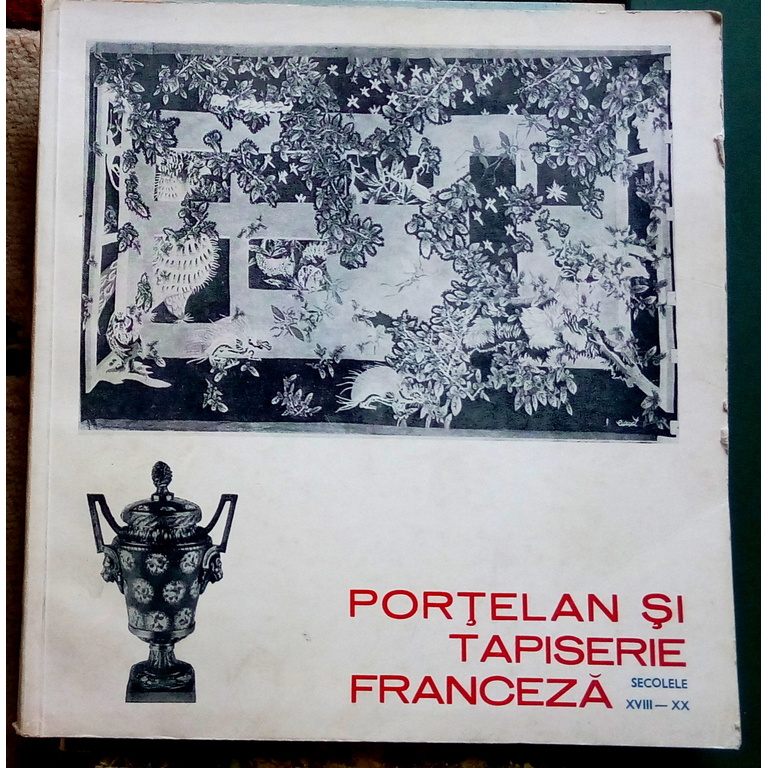 PORŢELAN ŞI
TAPISERIE
FRANCEZĂ SECOLELE
XVIII — XX